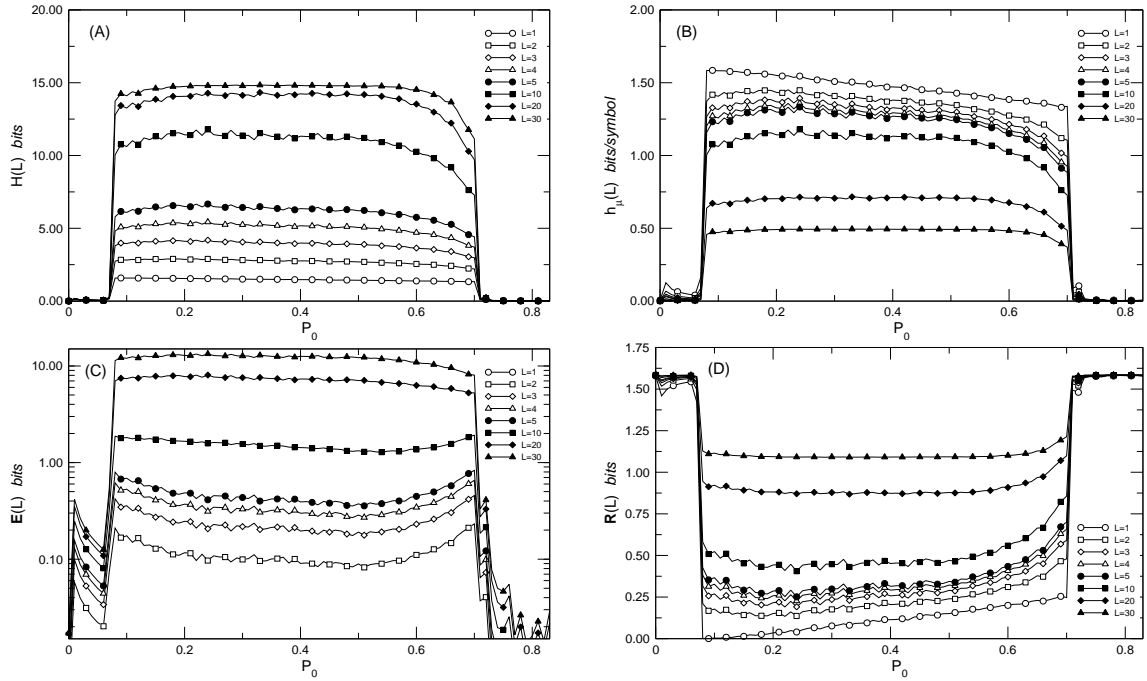 (A)
H(L) bits
20.00
15.00
10.00
5.00
0.00
0
0.2
0.4
0.6
0.8
P0
L=1
L=2
L=3
L=4
L=5
L=10
L=20
L=30
(B)
hμ(L) bits/symbol
2.00
1.50
1.00
0.50
0.00
0
0.2
0.4
0.6
0.8
P0
L=1
L=2
L=3
L=4
L=5
L=10
L=20
L=30
(C)
E(L) bits
10.00
1.00
0.10
0
0.2
0.4
0.6
0.8
P0
L=1
L=2
L=3
L=4
L=5
L=10
L=20
L=30
(D)
R(L) bits
1.75
1.50
1.25
1.00
0.75
0.50
0.25
0.00
0
0.2
0.4
0.6
0.8
P0
L=1
L=2
L=3
L=4
L=5
L=10
L=20
L=30